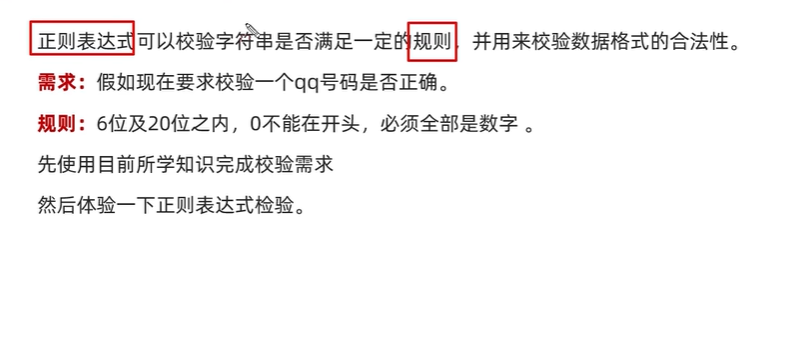 正则表达式可以校验字符串是否满足一定的规则，并用来校验数据格式的合法性。
需求：假如现在要求校验一个qq号码是否正确。
规则：6位及20位之内，0不能在开头，必须全部是数字 。
先使用目前所学知识完成校验需求
然后体验一下正则表达式检验。